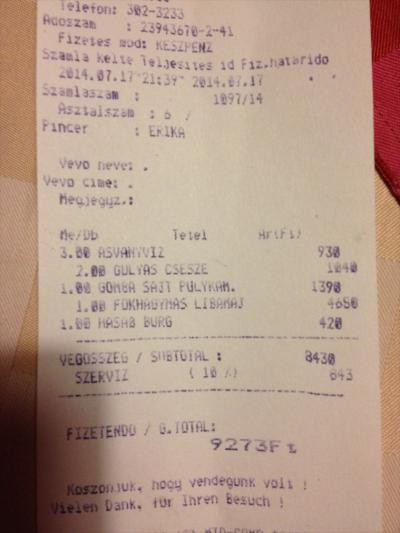 Telefon: 302-3233
Adoszam : 23943670-2-41
Fizetes mod: KESZPENZ
Szamla kelte Teljesites id Fiz.hatarido
2014.07.17 21:39 2014.07.17
Szamlaszam : 1097/14
Asztalszam : 6 /
Pincer : ERIKA
Vevo neve: .
Vevo cime: .
Megjegyz.:
Me/Db Tetel Ar(Ft)
3.00 ASVANYVIZ 930
2.00 GULYAS CSESZE 1040
1.00 GOMBA SAJT PULYKAM. 1390
1.00 FOKHAGYMAS LIBAMAJ 4650
1.00 HASAB BURG 420
VEGOSSZEG / SUBTOTAL : 8430
SZERVIZ ( 10 %) 843
FIZETENDO / G.TOTAL:
9273Ft
Koszonjuk, hogy vendegunk volt !
Vielen Dank, für Ihren Besuch !